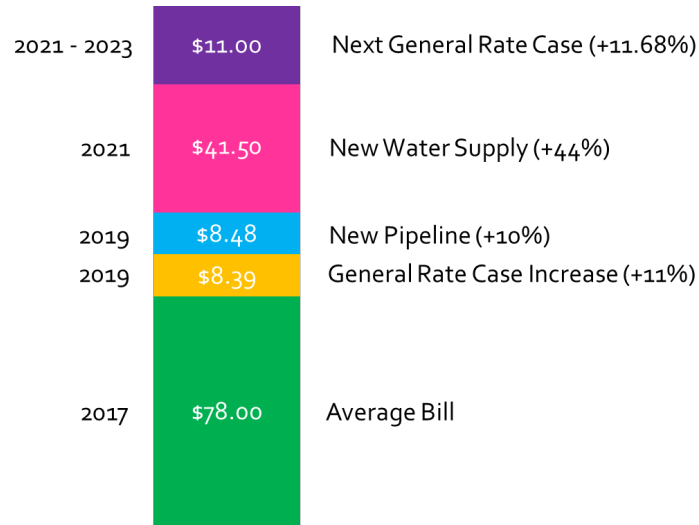 2021 - 2023 $11.00 Next General Rate Case (+11.68%)
2021 $41.50 New Water Supply (+44%)
2019 $8.48 New Pipeline (+10%)
2019 $8.39 General Rate Case Increase (+11%)
2017 $78.00 Average Bill